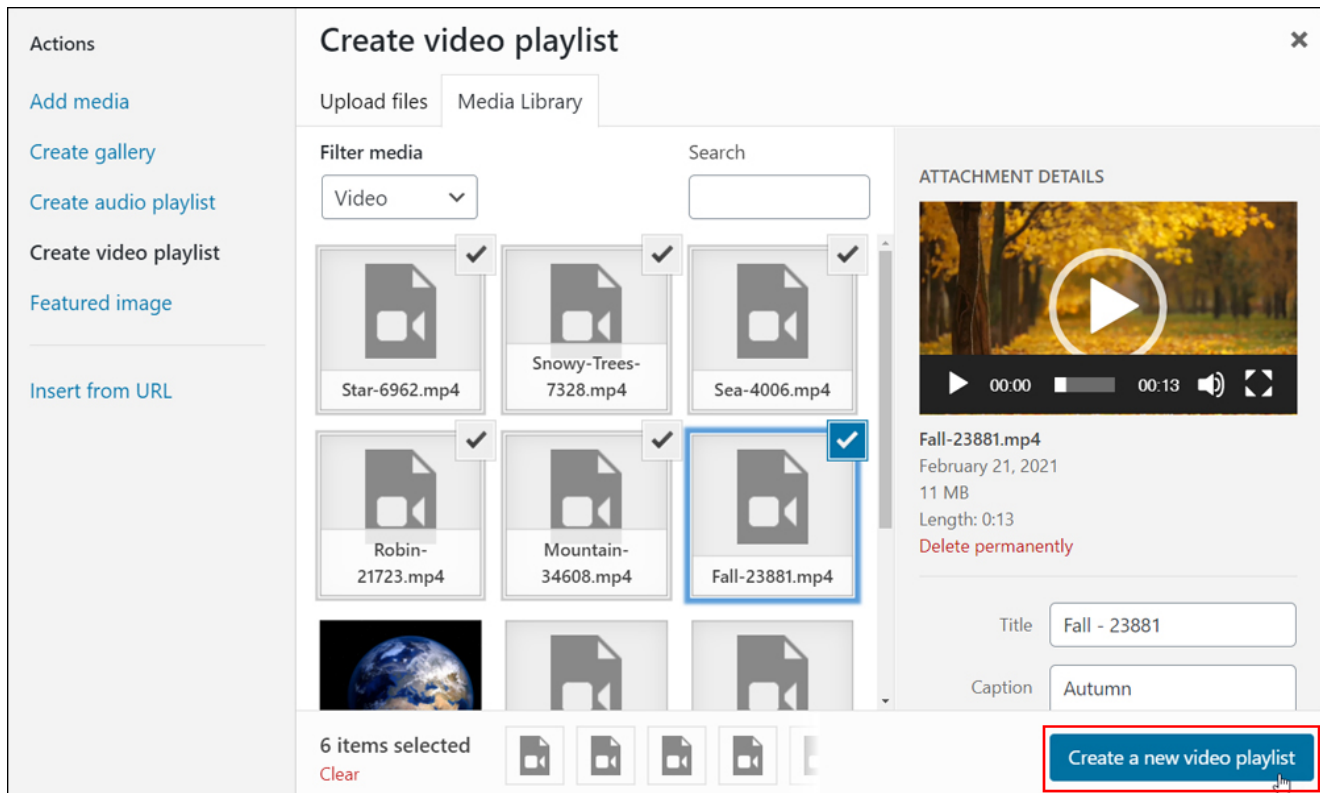 Actions
Add media
Create gallery
Create audio playlist
Create video playlist
Featured image
Insert from URL
Create video playlist
Upload files
Media Library
Filter media
Video
Search
Star-6962.mp4
Snowy-Trees-
7328.mp4
Sea-4006.mp4
Robin-
21723.mp4
Mountain-
34608.mp4
Fall-23881.mp4
6 items selected
Clear
ATTACHMENT DETAILS
00:00
00:13
Fall-23881.mp4
February 21, 2021
11 MB
Length: 0:13
Delete permanently
Title
Fall - 23881
Caption
Autumn
Create a new video playlist